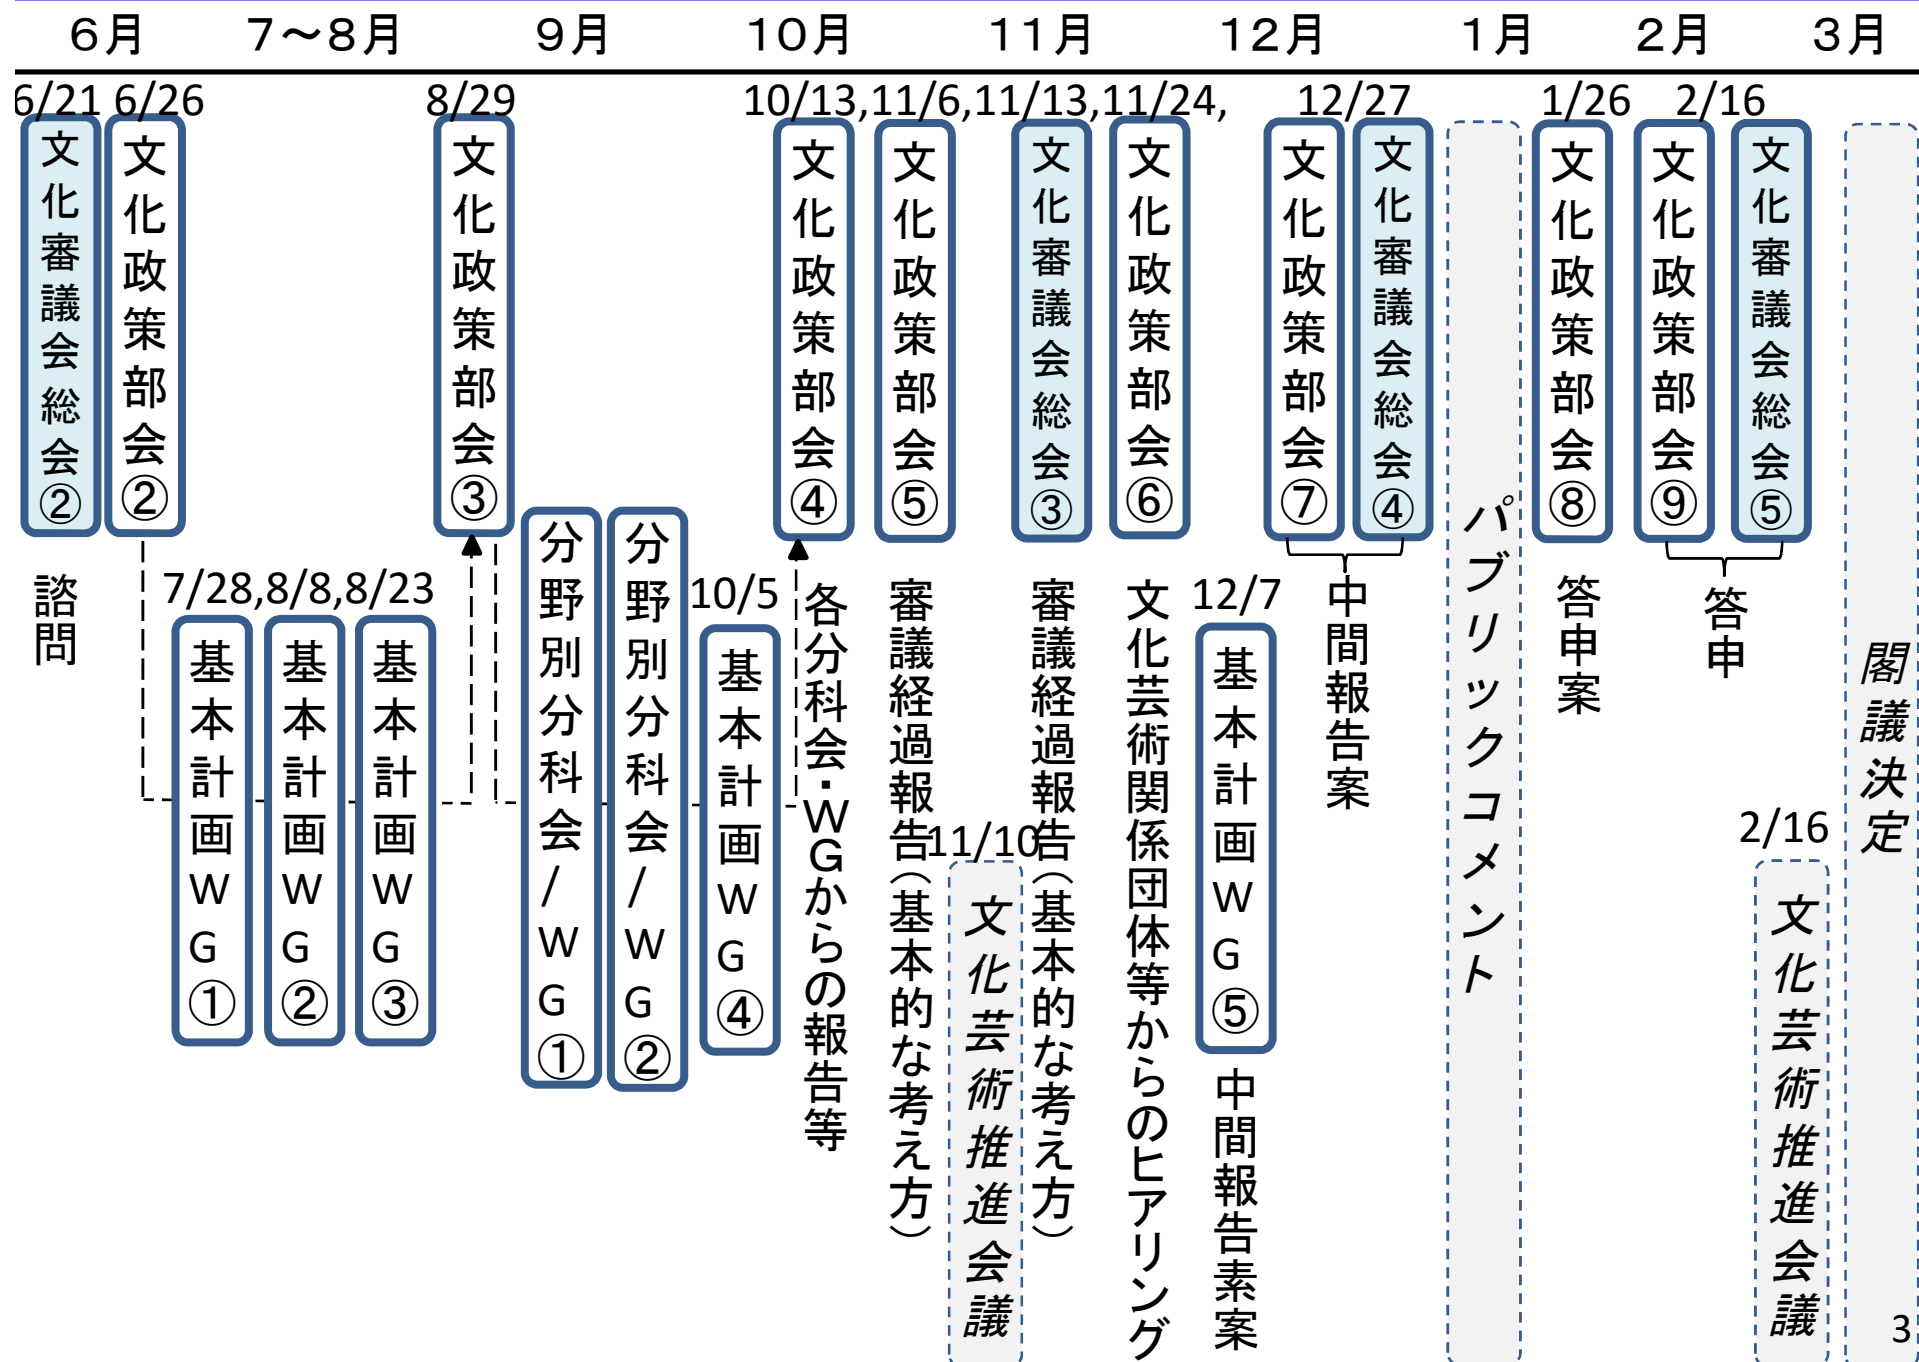 6月 7～8月 9月 10月 11月 12月 1月 2月 3月
6/21 6/26 8/29 10/13,11/6,11/13,11/24, 12/27 1/26 2/16
文化審議会総会②
文化政策部会②
文化政策部会③
文化政策部会④
文化政策部会⑤
文化審議会総会③
文化政策部会⑥
文化政策部会⑦
文化審議会総会④
パブリックコメント
文化政策部会⑧
文化政策部会⑨
文化審議会総会⑤
閣議決定
諮問
7/28,8/8,8/23
基本計画WG①
基本計画WG②
基本計画WG③
分野別分科会/WG①
分野別分科会/WG②
10/5
基本計画WG④
各分科会・WGからの報告等
審議経過報告（基本的な考え方）
11/10
文化芸術推進会議
審議経過報告（基本的な考え方）
文化芸術関係団体等からのヒアリング
12/7
基本計画WG⑤
中間報告素案
中間報告案
答申案
答申
2/16
文化芸術推進会議
3